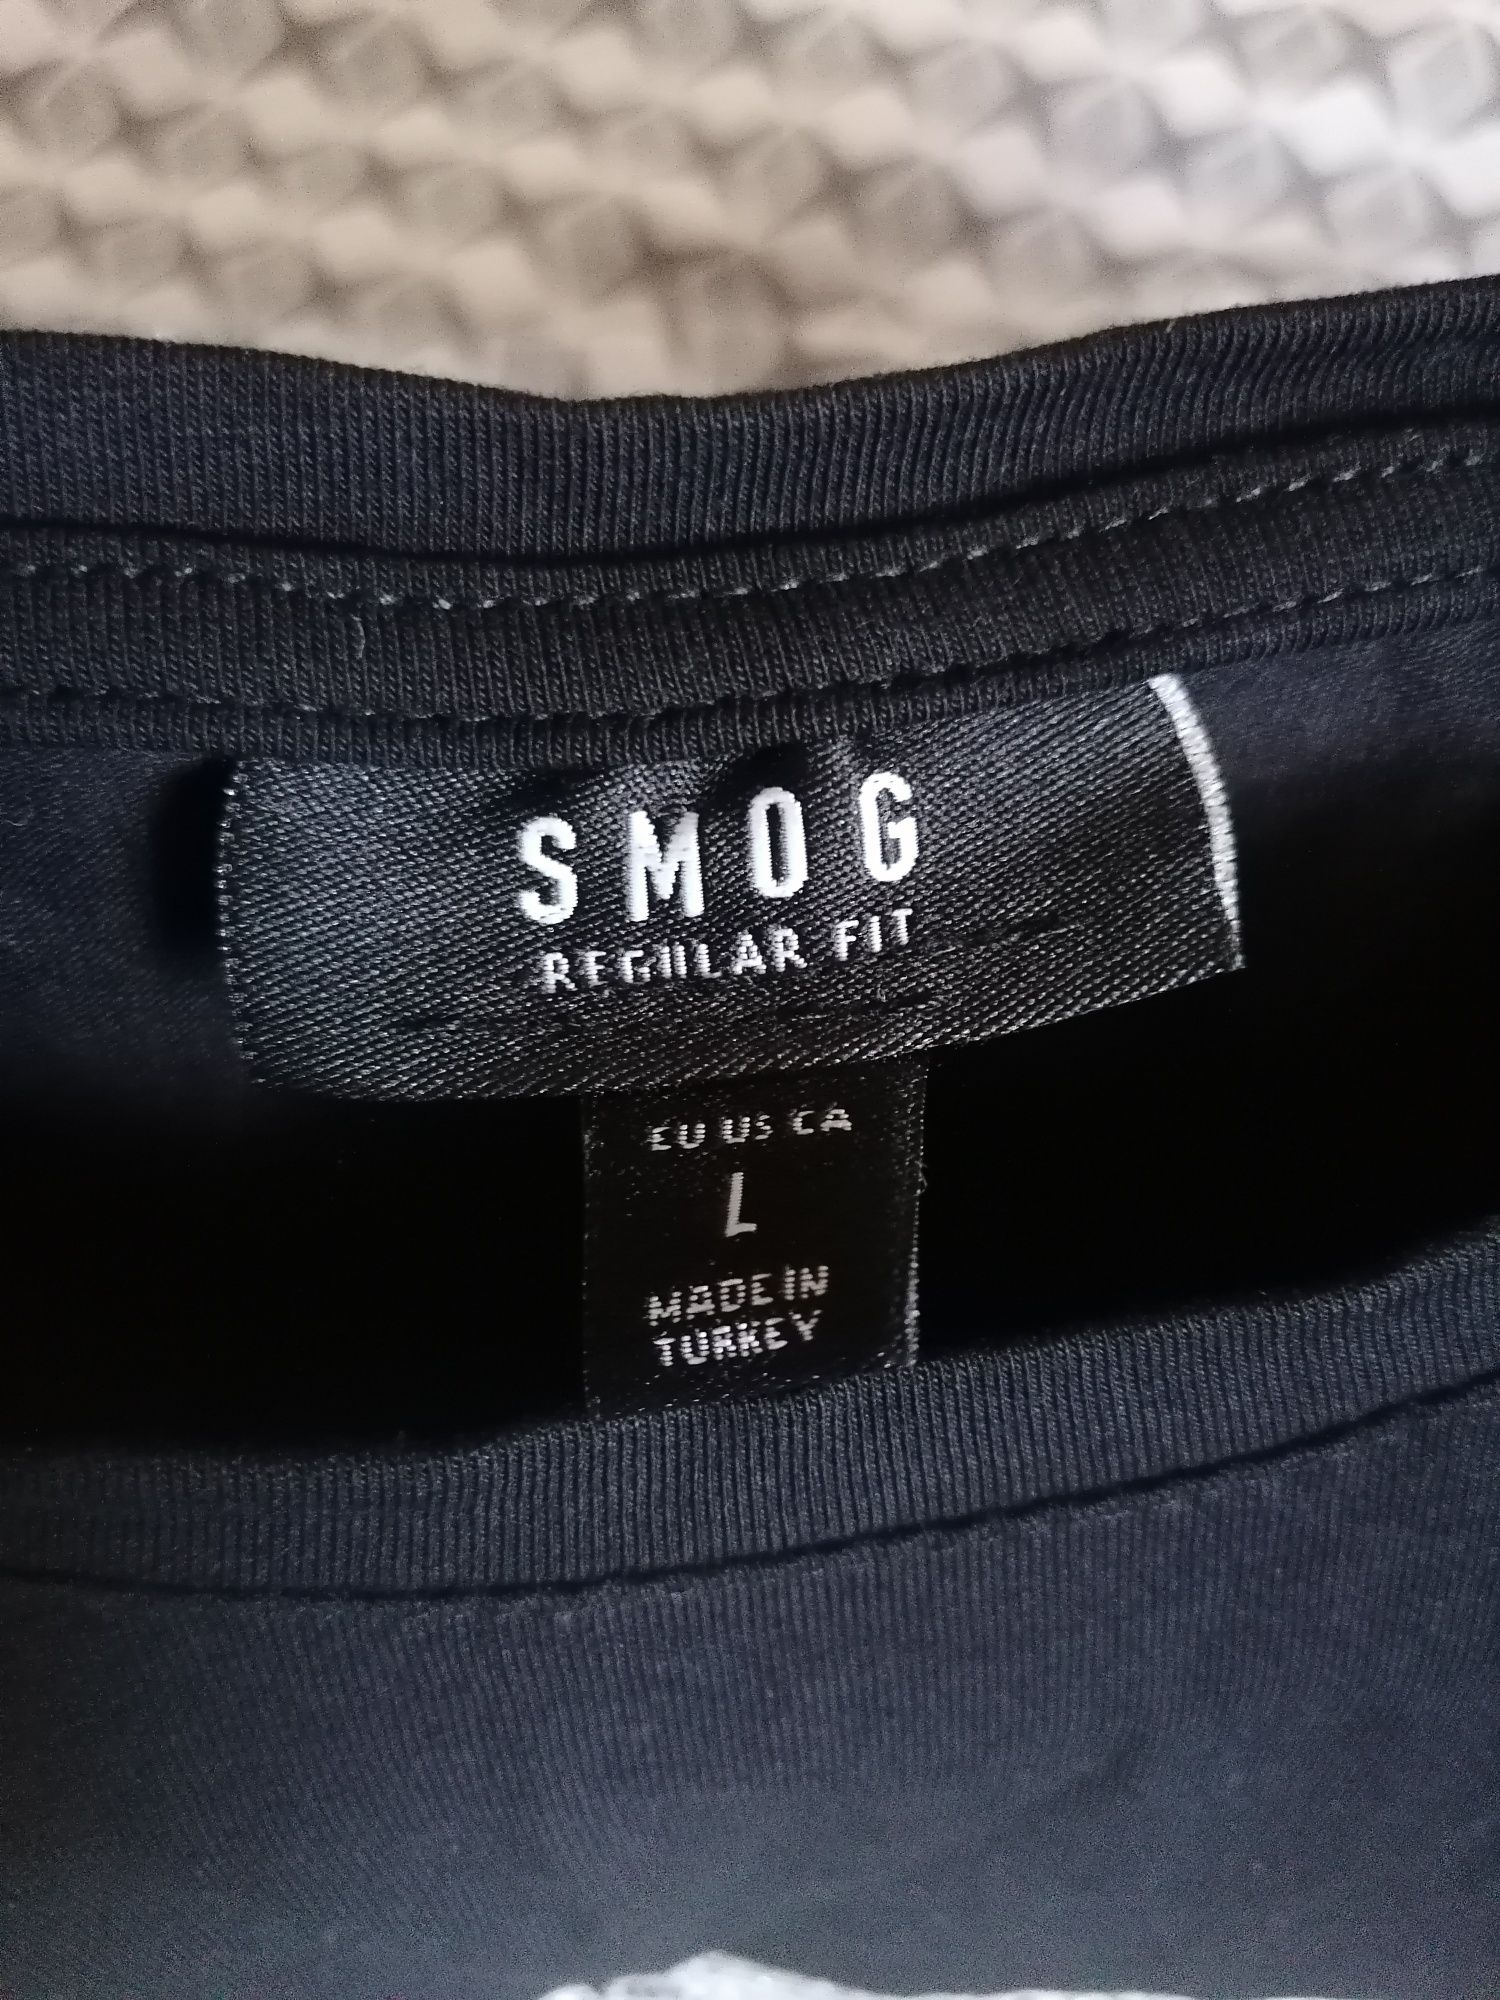 SMOG
REGULAR FIT
EU US CA
L
MADE IN
TURKEY